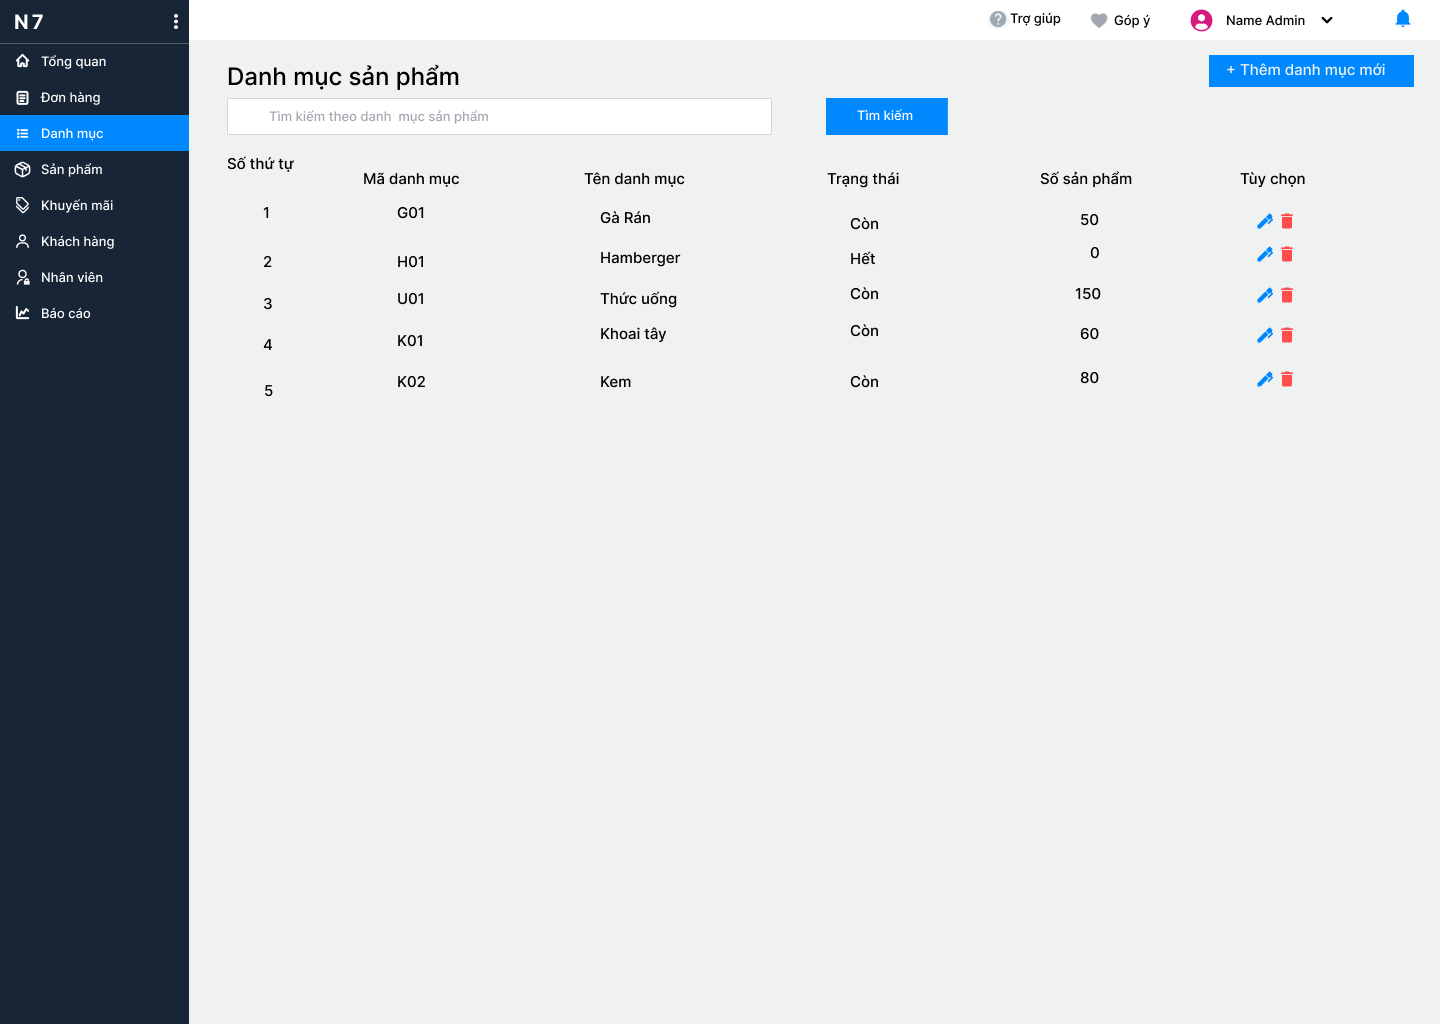 N7
Trợ giúp
Góp ý
Name Admin
Tổng quan
Đơn hàng
Danh mục
Sản phẩm
Khuyến mãi
Khách hàng
Nhân viên
Báo cáo
Danh mục sản phẩm
+ Thêm danh mục mới
Tìm kiếm theo danh  mục sản phẩm
Tìm kiếm
Số thứ tự Mã danh mục Tên danh mục Trạng thái Số sản phẩm Tùy chọn
1 G01 Gà Rán Còn 50
2 H01 Hamberger Hết 0
3 U01 Thức uống Còn 150
4 K01 Khoai tây Còn 60
5 K02 Kem Còn 80